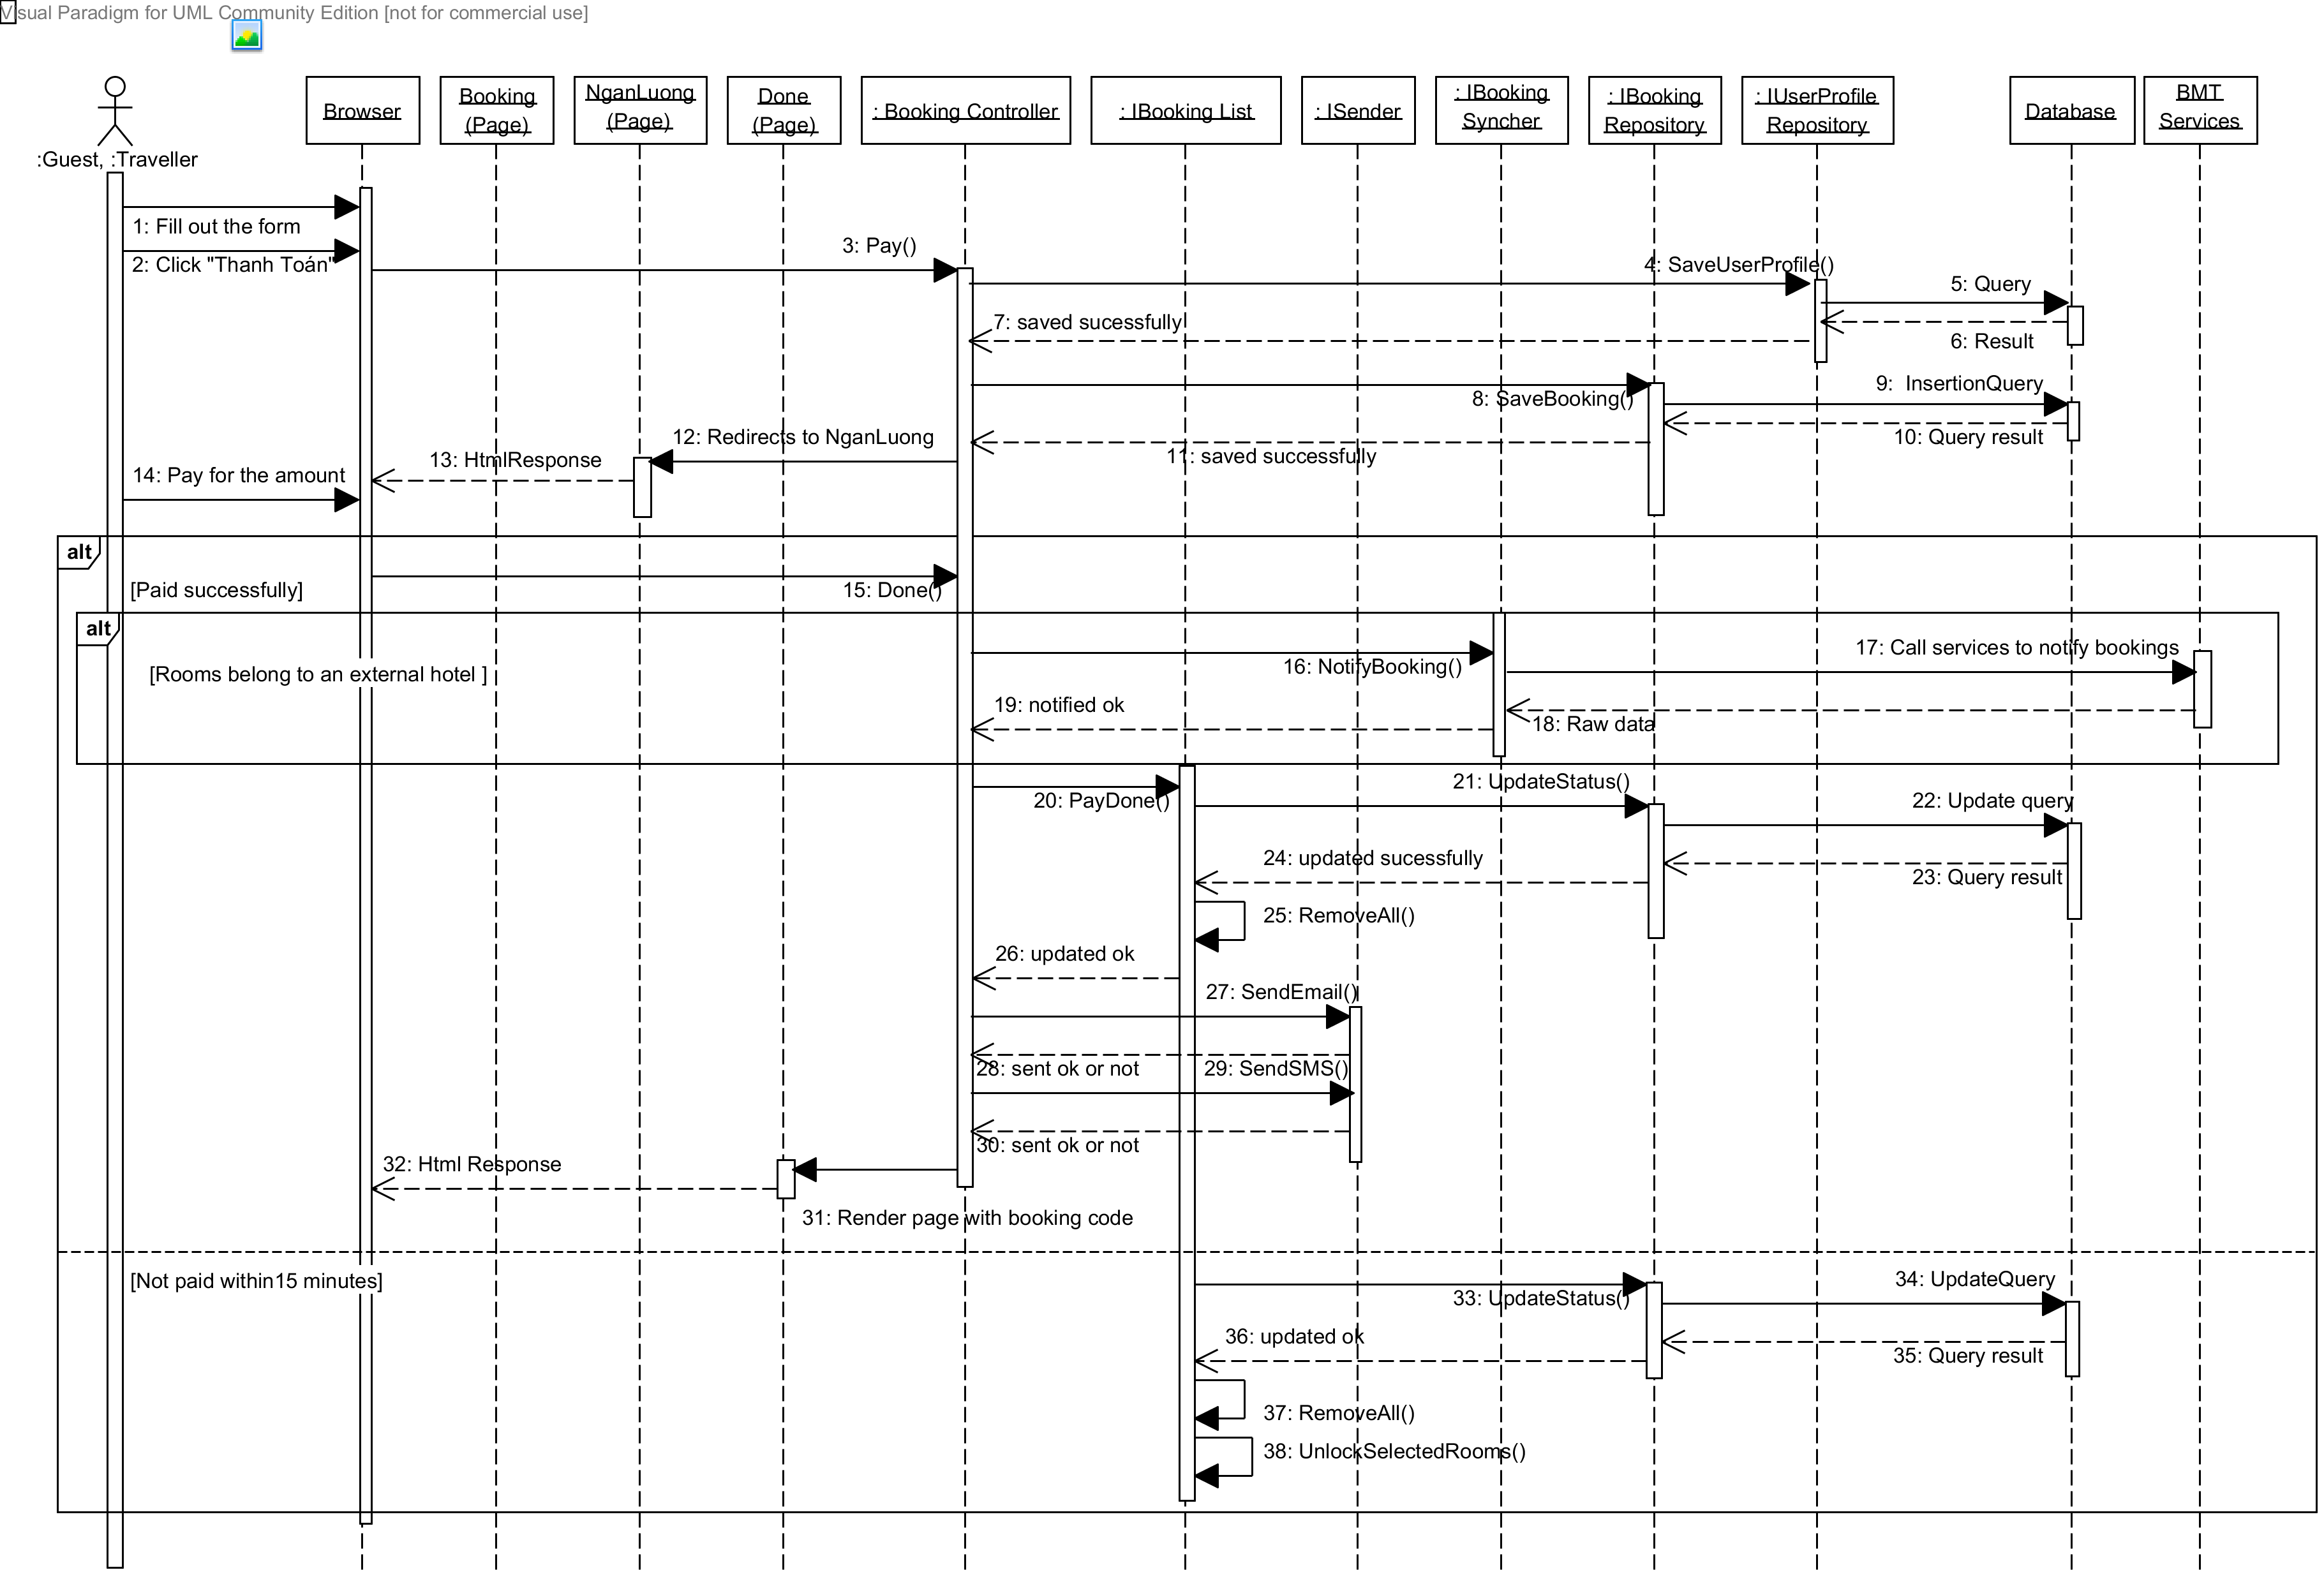 Visual Paradigm for UML Community Edition [not for commercial use]
:Guest, :Traveller
Browser
Booking
(Page)
NganLuong
(Page)
Done
(Page)
: Booking Controller
: IBooking List
: ISender
: IBooking
Syncher
: IBooking
Repository
: IUserProfile
Repository
Database
BMT
Services
1: Fill out the form
2: Click "Thanh Toán"
3: Pay()
4: SaveUserProfile()
5: Query
6: Result
7: saved sucessfully
8: SaveBooking()
9:  InsertionQuery
10: Query result
11: saved successfully
12: Redirects to NganLuong
13: HtmlResponse
14: Pay for the amount
alt
[Paid successfully]
15: Done()
alt
[Rooms belong to an external hotel ]
16: NotifyBooking()
17: Call services to notify bookings
18: Raw data
19: notified ok
20: PayDone()
21: UpdateStatus()
22: Update query
23: Query result
24: updated sucessfully
25: RemoveAll()
26: updated ok
27: SendEmail()
28: sent ok or not
29: SendSMS()
30: sent ok or not
31: Render page with booking code
32: Html Response
[Not paid within15 minutes]
33: UpdateStatus()
34: UpdateQuery
35: Query result
36: updated ok
37: RemoveAll()
38: UnlockSelectedRooms()